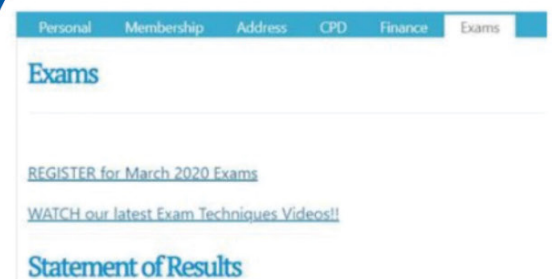 Personal Membership Address CPD Finance Exams
Exams
REGISTER for March 2020 Exams
WATCH our latest Exam Techniques Videos!!
Statement of Results